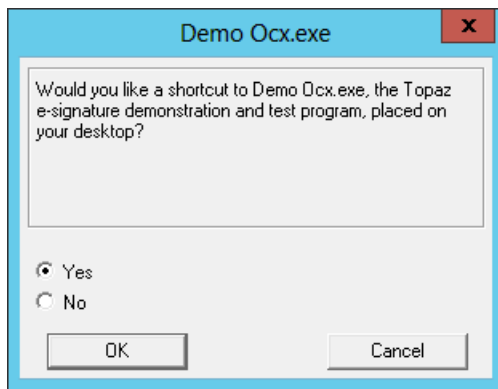 Demo Ocx.exe
x
Would you like a shortcut to Demo Ocx.exe, the Topaz
e-signature demonstration and test program, placed on
your desktop?
Yes
No
OK
Cancel